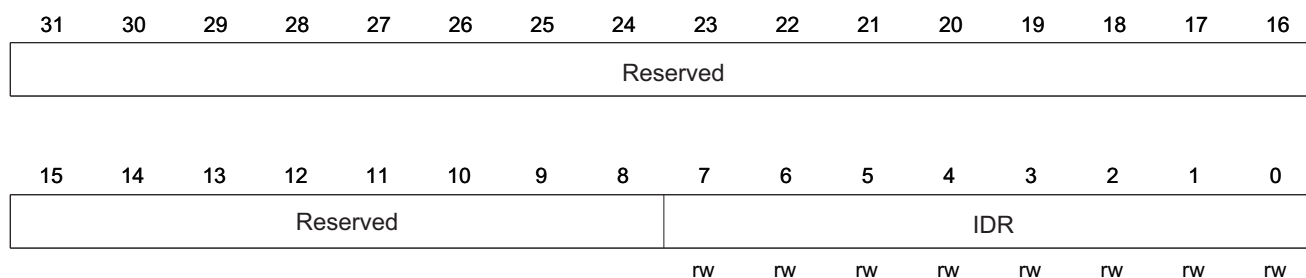 31 30 29 28 27 26 25 24 23 22 21 20 19 18 17 16
Reserved
15 14 13 12 11 10 9 8 7 6 5 4 3 2 1 0
Reserved IDR
rw rw rw rw rw rw rw rw